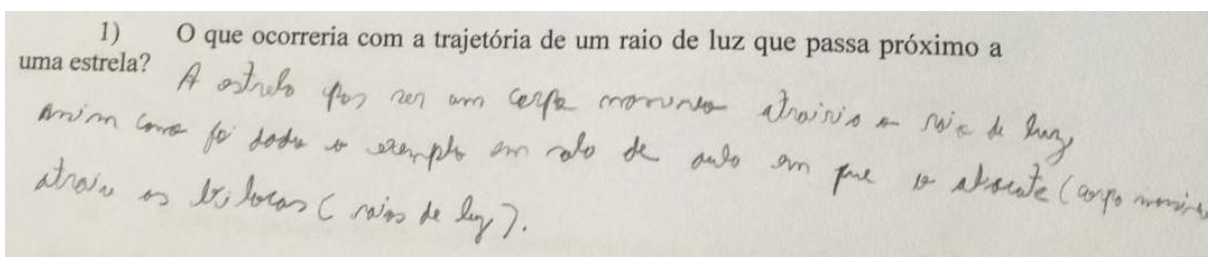 1) O que ocorreria com a trajetória de um raio de luz que passa próximo a
uma estrela?
A estrela por ser um corpo massivo atrairia o raio de luz,
assim como foi dado o exemplo em sala de aula em que o abacate (corpo massivo
atraiu as bilocas (raios de luz).